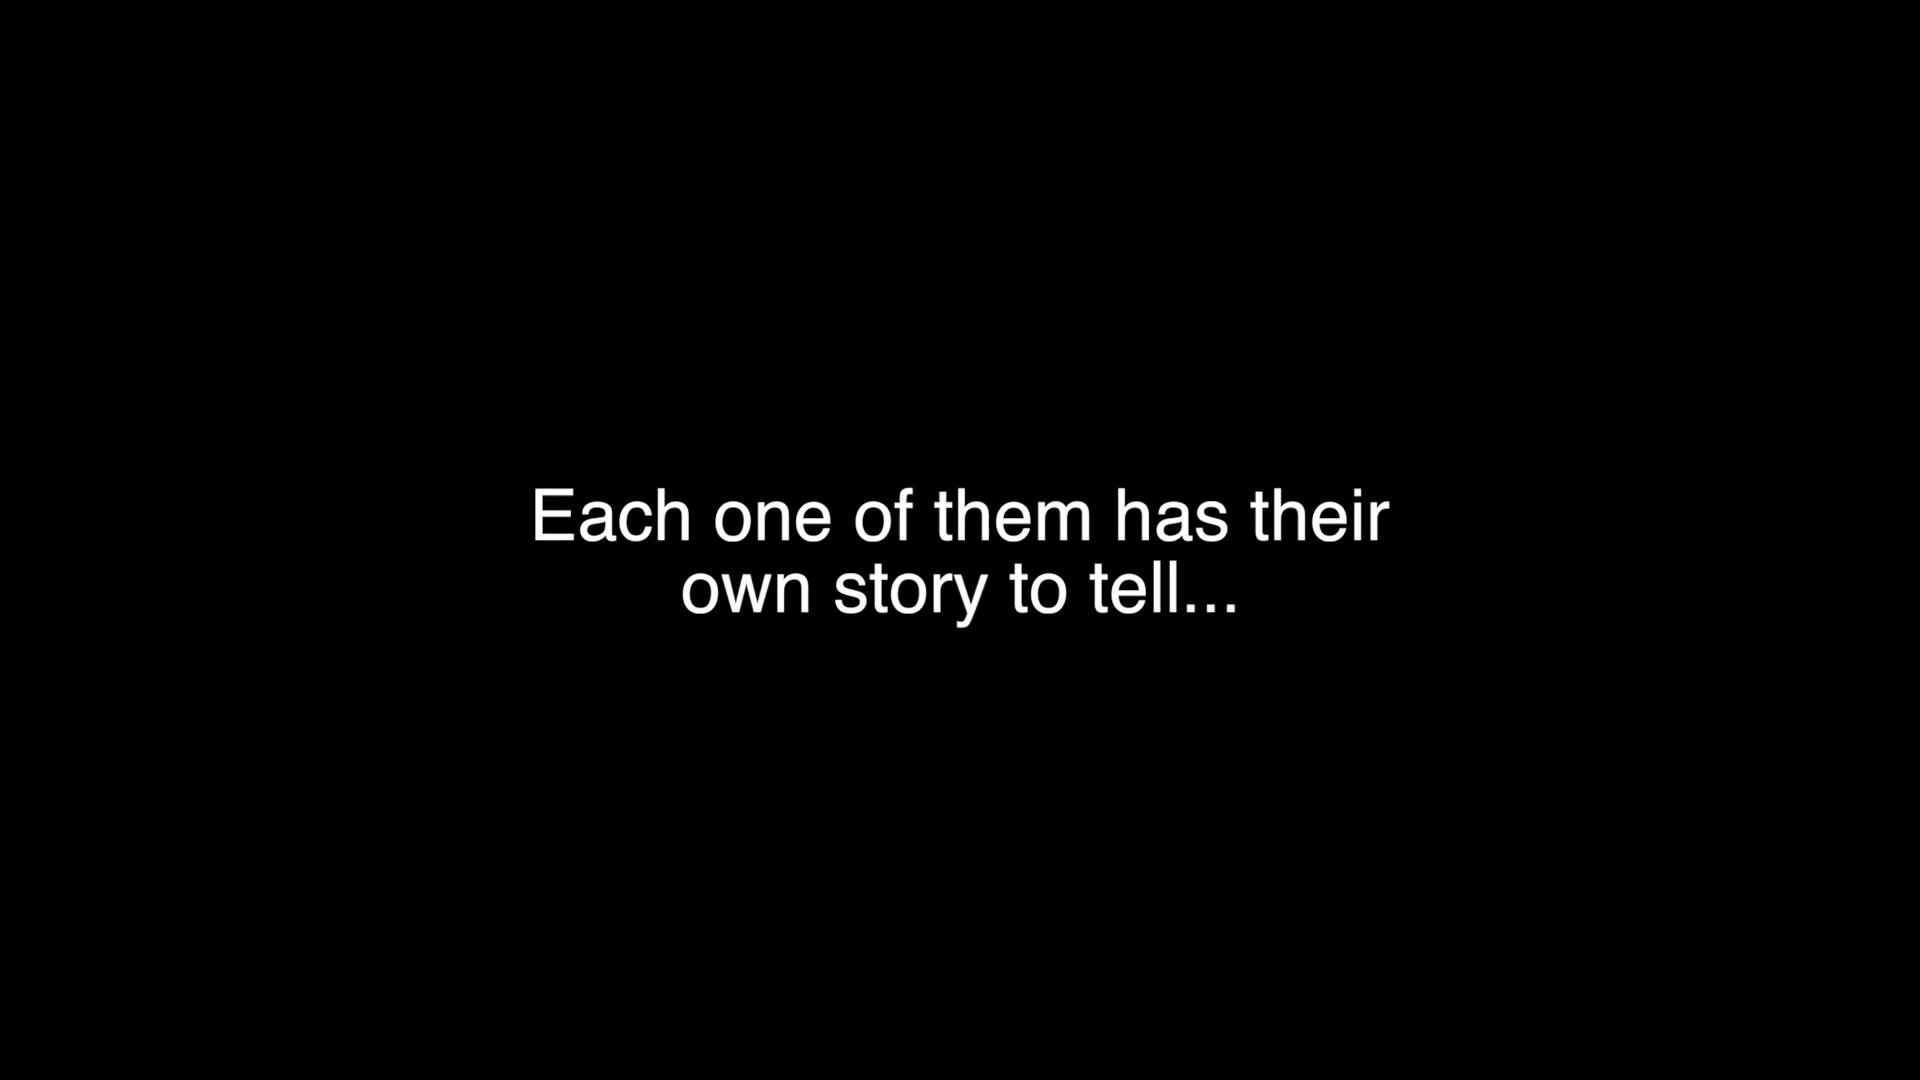 Each one of them has their
own story to tell...